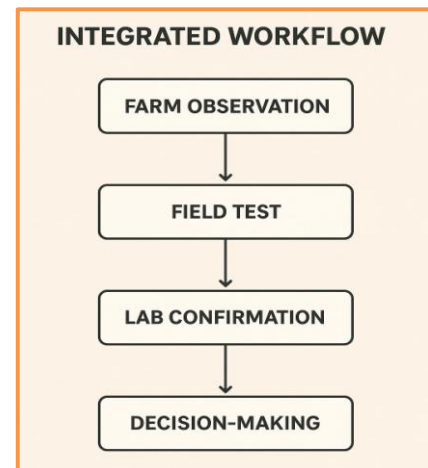 INTEGRATED WORKFLOW
FARM OBSERVATION
FIELD TEST
LAB CONFIRMATION
DECISION-MAKING